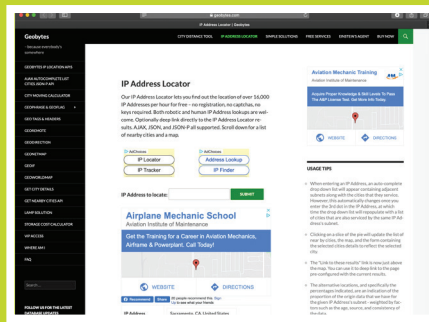 geobytes.com
IP Address Locator | Geobytes
Geobytes
CITY DISTANCE TOOL
IP ADDRESS LOCATOR
SIMPLE SOLUTIONS
FREE SERVICES
EINSTEIN'S AGENT
BUY NOW
– because everybody's
somewhere
GEOBYTES IP LOCATION APIS
AJAX AUTOCOMPLETE LIST
CITIES JSON-P API
CITY MOVING CALCULATOR
GEOPHRASE & GEOFLAG
GEO TAGS & HEADERS
GEOREMOTE
GEODIRECTION
GEONETMAP
GEOIP
GEOWORLDMAP
GET CITY DETAILS
GET NEARBY CITIES API
LAMP SOLUTION
STORAGE COST CALCULATOR
VIP ACCESS
WHERE AM I
FAQ
Search...
FOLLOW US FOR THE LATEST
DATABASE UPDATES
IP Address Locator
Our IP Address Locator lets you find out the location of over 16,000
IP Addresses per hour for free – no registration, no captchas, no
keys required. Both robotic and human IP Address lookups are wel-
come. Optionally deep link directly to the IP Address Locator re-
sults. AJAX, JSON, and JSON-P all supported. Scroll down for a list
of nearby cities and a map.
AdChoices
IP Locator
IP Tracker
AdChoices
Address Lookup
IP Finder
IP Address to locate:
SUBMIT
Airplane Mechanic School
Aviation Institute of Maintenance
Get the Training for a Career in Aviation Mechanics,
Airframe & Powerplant. Call Today!
WEBSITE
DIRECTIONS
Recommend
Share
IP Address
Sacramento, CA, United States
Aviation Mechanic Training
Aviation Institute of Maintenance
Acquire Proper Knowledge & Skill Levels To Pass
The A&P License Test. Get More Info Today.
WEBSITE
DIRECTIONS
USAGE TIPS
When entering an IP Address, an auto complete
drop down list will appear containing adjacent
subnets along with the cities that they service.
However, this automatically changes once you
enter the 3rd dot in the IP Address, at which
time the drop down list will repopulate with a list
of cities that are also serviced by the same IP Ad-
dress's subnet.
Clicking on a slice of the pie will update the list of
near by cities, the map, and the form containing
the selected cities details to reflect the selected
city.
The "Link to these results" link is now just above
the map. You can use it to deep link to the page
pre configured with the current results.
The alternative locations, and specifically the
percentages indicated, are an indication of the
proportion of the origin data that we have for
the given IP Address's subnet - weighted by fac-
tors such as the age, source, and consistency of